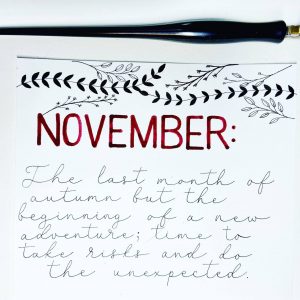 NOVEMBER:
The last month of
autumn but the
beginning of a new
adventure; time to
take risks and do
the unexpected.